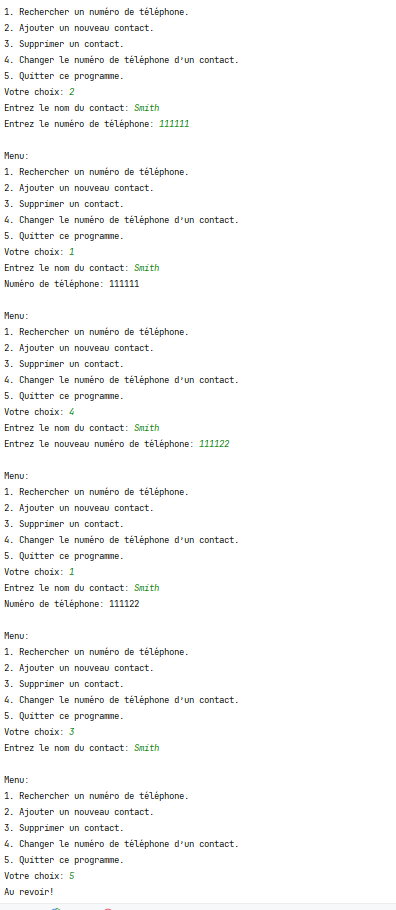 1. Rechercher un numéro de téléphone.
2. Ajouter un nouveau contact.
3. Supprimer un contact.
4. Changer le numéro de téléphone d'un contact.
5. Quitter ce programme.
Votre choix: 2
Entrez le nom du contact: Smith
Entrez le numéro de téléphone: 111111
Menu:
1. Rechercher un numéro de téléphone.
2. Ajouter un nouveau contact.
3. Supprimer un contact.
4. Changer le numéro de téléphone d'un contact.
5. Quitter ce programme.
Votre choix: 1
Entrez le nom du contact: Smith
Numéro de téléphone: 111111
Menu:
1. Rechercher un numéro de téléphone.
2. Ajouter un nouveau contact.
3. Supprimer un contact.
4. Changer le numéro de téléphone d'un contact.
5. Quitter ce programme.
Votre choix: 4
Entrez le nom du contact: Smith
Entrez le nouveau numéro de téléphone: 111122
Menu:
1. Rechercher un numéro de téléphone.
2. Ajouter un nouveau contact.
3. Supprimer un contact.
4. Changer le numéro de téléphone d'un contact.
5. Quitter ce programme.
Votre choix: 1
Entrez le nom du contact: Smith
Numéro de téléphone: 111122
Menu:
1. Rechercher un numéro de téléphone.
2. Ajouter un nouveau contact.
3. Supprimer un contact.
4. Changer le numéro de téléphone d'un contact.
5. Quitter ce programme.
Votre choix: 3
Entrez le nom du contact: Smith
Menu:
1. Rechercher un numéro de téléphone.
2. Ajouter un nouveau contact.
3. Supprimer un contact.
4. Changer le numéro de téléphone d'un contact.
5. Quitter ce programme.
Votre choix: 5
Au revoir!